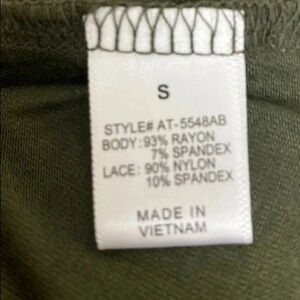 S
STYLE# AT-5548AB
BODY: 93% RAYON
7% SPANDEX
LACE: 90% NYLON
10% SPANDEX
MADE IN
VIETNAM